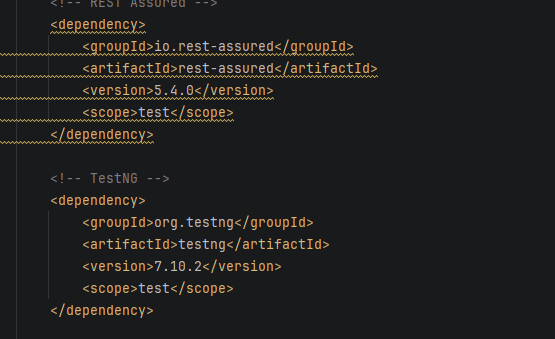 <!-- REST Assured -->
<dependency>
<groupId>io.rest-assured</groupId>
<artifactId>rest-assured</artifactId>
<version>5.4.0</version>
<scope>test</scope>
</dependency>
<!-- TestNG -->
<dependency>
<groupId>org.testng</groupId>
<artifactId>testng</artifactId>
<version>7.10.2</version>
<scope>test</scope>
</dependency>